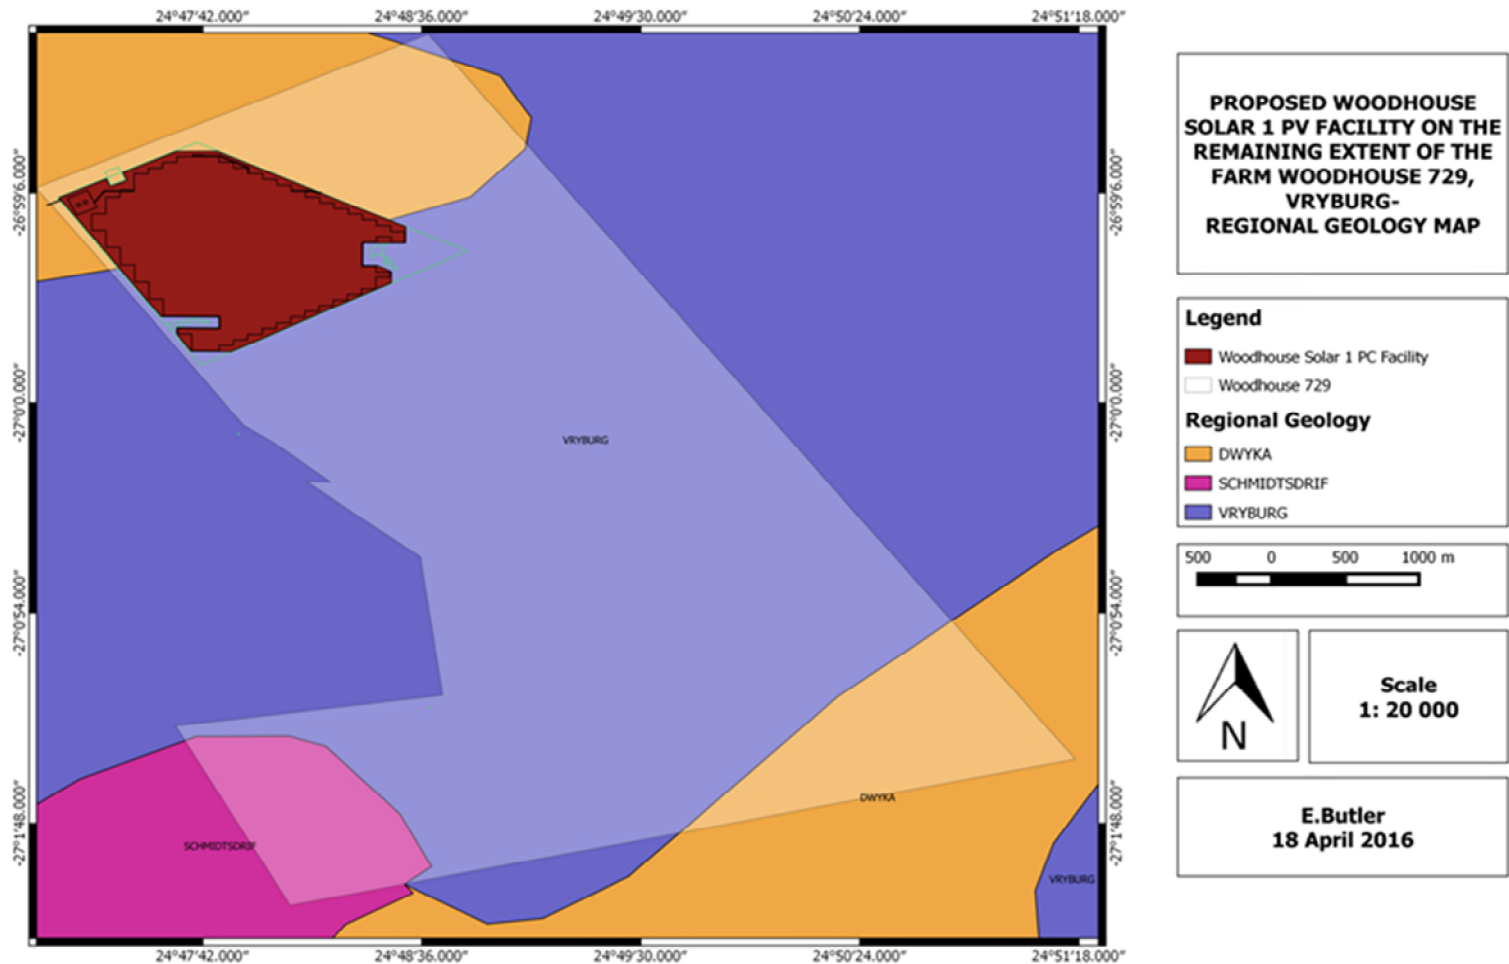 24°47'42.000" 24°48'36.000" 24°49'30.000" 24°50'24.000" 24°51'18.000"
-26°59'6.000"
-27°0'0.000"
-27°0'54.000"
-27°1'48.000"
VRYBURG
DWYKA
SCHMIDTSDRIF
VRYBURG
-26°59'6.000"
-27°0'0.000"
-27°0'54.000"
-27°1'48.000"
24°47'42.000" 24°48'36.000" 24°49'30.000" 24°50'24.000" 24°51'18.000"
PROPOSED WOODHOUSE
SOLAR 1 PV FACILITY ON THE
REMAINING EXTENT OF THE
FARM WOODHOUSE 729,
VRYBURG-
REGIONAL GEOLOGY MAP
Legend
Woodhouse Solar 1 PC Facility
Woodhouse 729
Regional Geology
DWYKA
SCHMIDTSDRIF
VRYBURG
500 0 500 1000 m
N
Scale
1: 20 000
E.Butler
18 April 2016